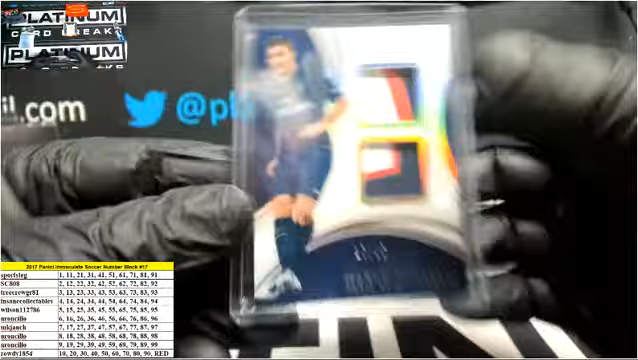 PLATINUM
CARD BREAKS
PLATINUM
.com
@pl
2017 Panini Immaculate Soccer Number Block #17
sportsleg 1, 11, 21, 31, 41, 51, 61, 71, 81, 91
SC808 2, 12, 22, 32, 42, 52, 62, 72, 82, 92
treecrewgr81 3, 13, 23, 33, 43, 53, 63, 73, 83, 93
Insanecollectables 4, 14, 24, 34, 44, 54, 64, 74, 84, 94
wilson112786 5, 15, 25, 35, 45, 55, 65, 75, 85, 95
uroncillo 6, 16, 26, 36, 46, 56, 66, 76, 86, 96
mkjauch 7, 17, 27, 37, 47, 57, 67, 77, 87, 97
uroncillo 8, 18, 28, 38, 48, 58, 68, 78, 88, 98
uroncillo 9, 19, 29, 39, 49, 59, 69, 79, 89, 99
rowdy1854 10, 20, 30, 40, 50, 60, 70, 80, 90, RED